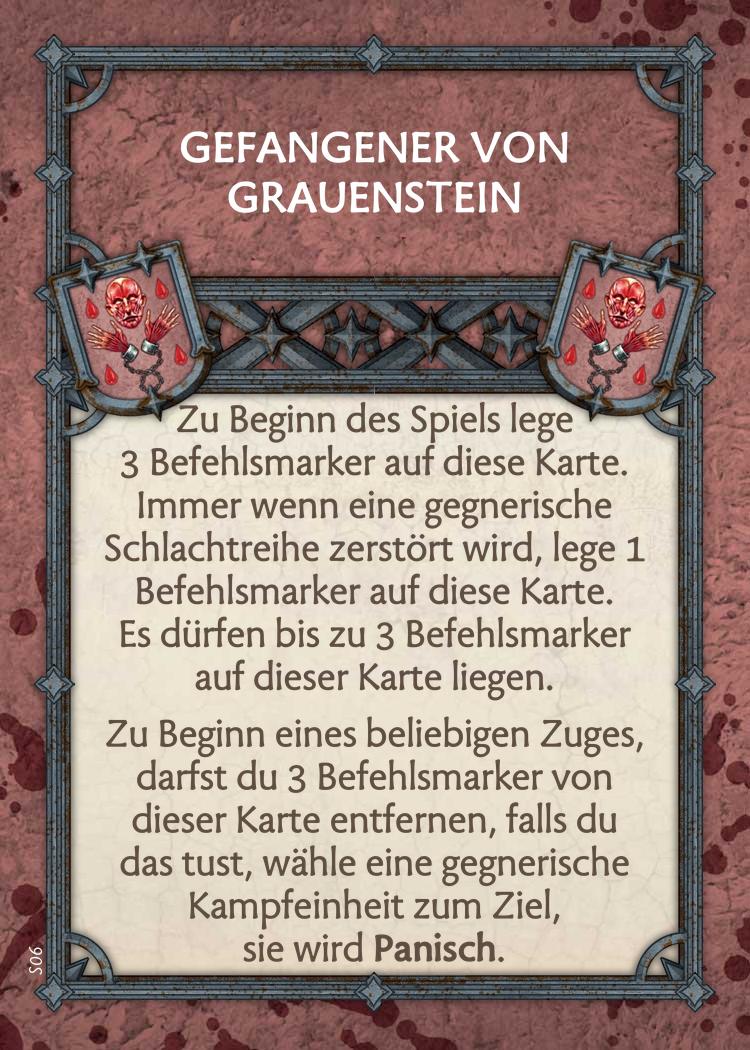 GEFANGENER VON
GRAUENSTEIN
Zu Beginn des Spiels lege
3 Befehlsmarker auf diese Karte.
Immer wenn eine gegnerische
Schlachtreihe zerstört wird, lege 1
Befehlsmarker auf diese Karte.
Es dürfen bis zu 3 Befehlsmarker
auf dieser Karte liegen.
Zu Beginn eines beliebigen Zuges,
darfst du 3 Befehlsmarker von
dieser Karte entfernen, falls du
das tust, wähle eine gegnerische
Kampfeinheit zum Ziel,
sie wird Panisch.
S06